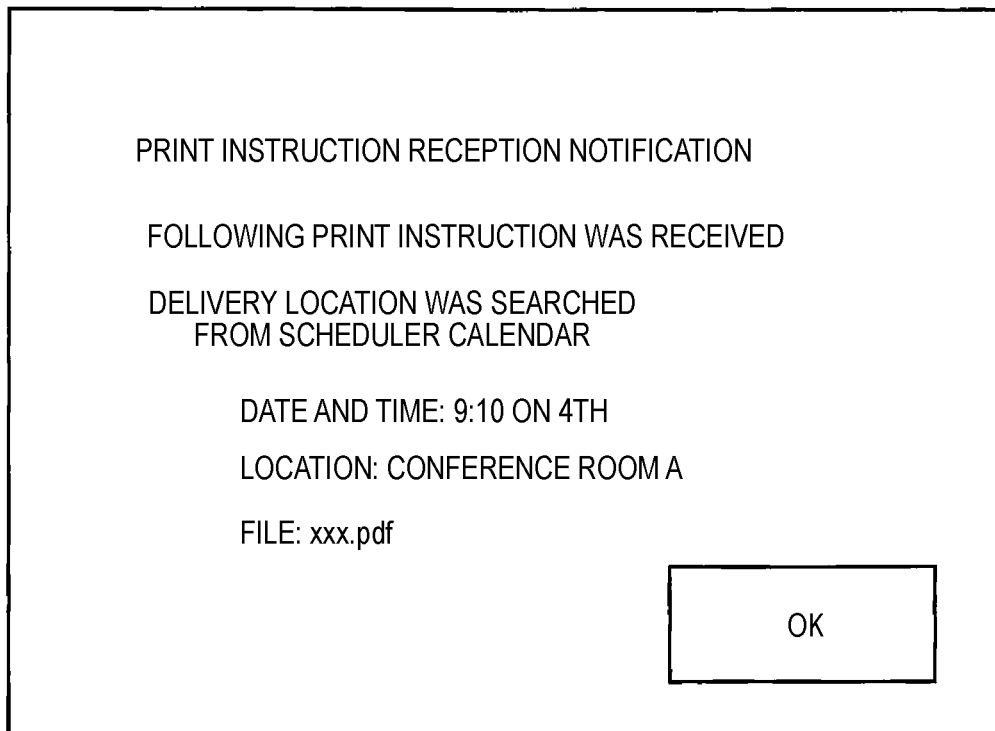 PRINT INSTRUCTION RECEPTION NOTIFICATION
FOLLOWING PRINT INSTRUCTION WAS RECEIVED
DELIVERY LOCATION WAS SEARCHED
FROM SCHEDULER CALENDAR
DATE AND TIME: 9:10 ON 4TH
LOCATION: CONFERENCE ROOM A
FILE: xxx.pdf
OK